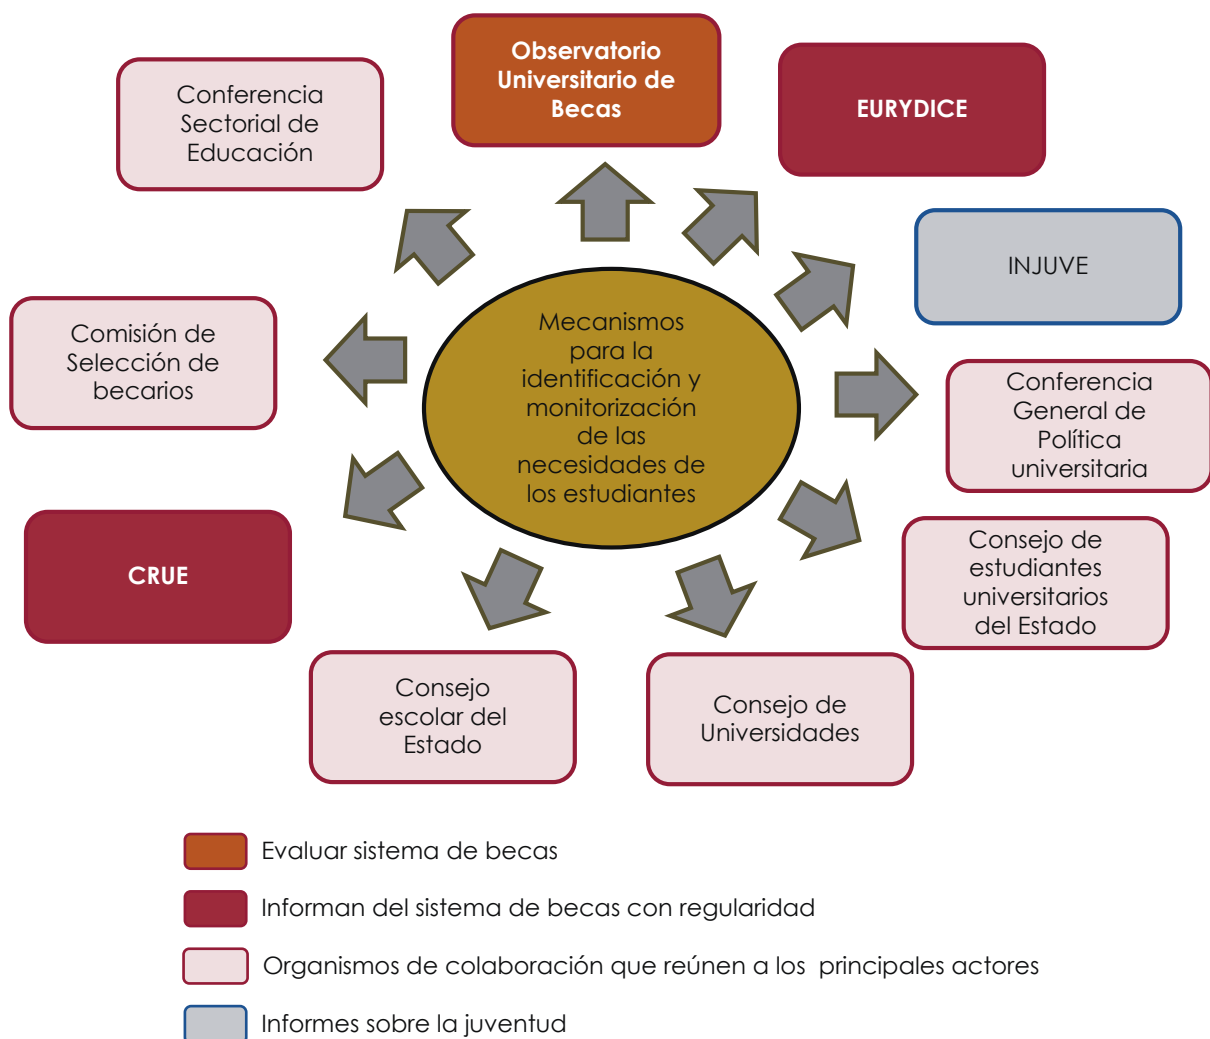 Observatorio
Universitario de
Becas
EURYDICE
Conferencia
Sectorial de
Educación
INJUVE
Comisión de
Selección de
becarios
Mecanismos
para la
identificación y
monitorización
de las
necesidades de
los estudiantes
Conferencia
General de
Política
universitaria
CRUE
Consejo de
estudiantes
universitarios
del Estado
Consejo
escolar del
Estado
Consejo de
Universidades
Evaluar sistema de becas
Informan del sistema de becas con regularidad
Organismos de colaboración que reúnen a los principales actores
Informes sobre la juventud